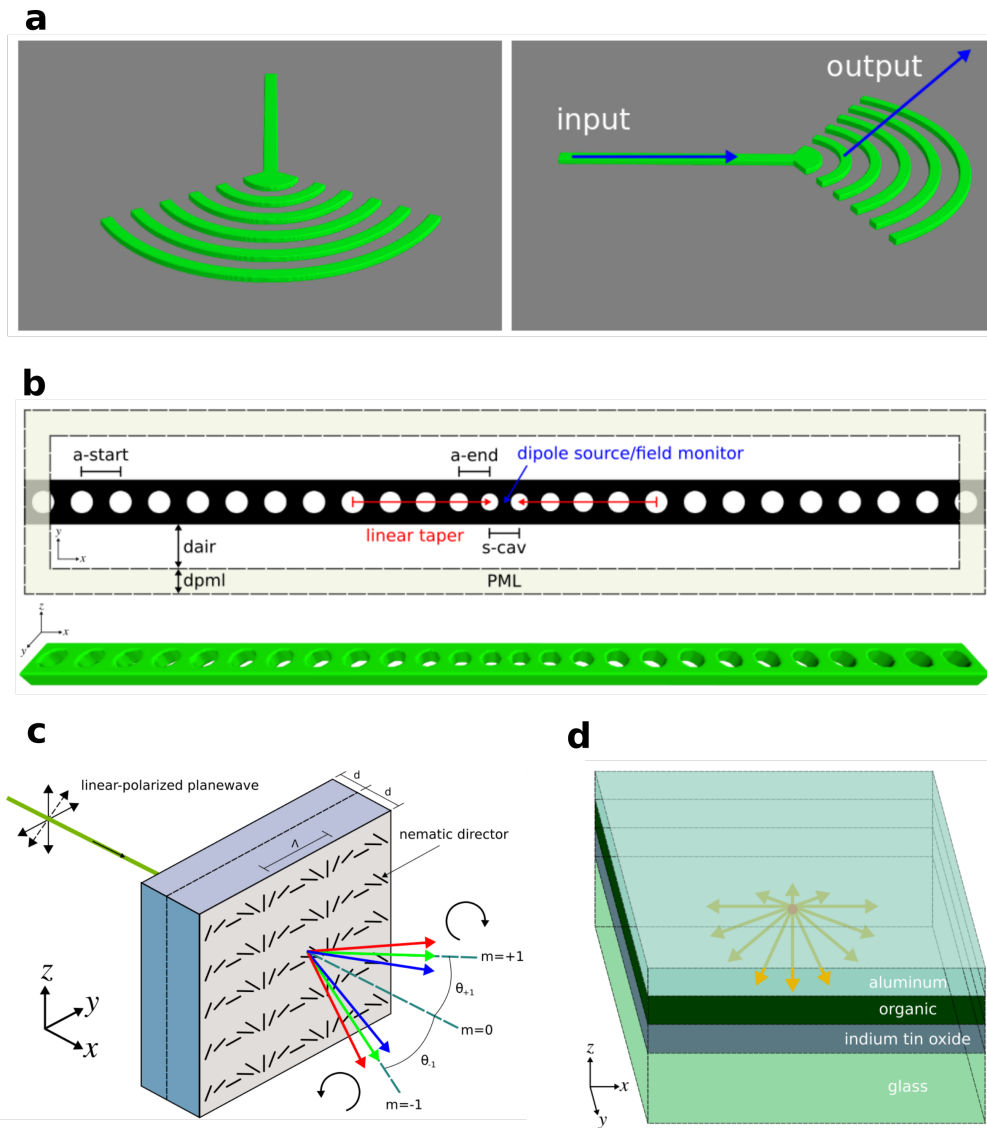 a
input
output
b
a-start
a-end
dipole source/field monitor
linear taper
s-cav
y
x
dair
dpml
PML
z
x
y
c
d
linear-polarized planewave
d
d
Λ
nematic director
m=+1
θ+1
m=0
θ-1
m=-1
z
y
x
aluminum
organic
indium tin oxide
glass
z
x
y